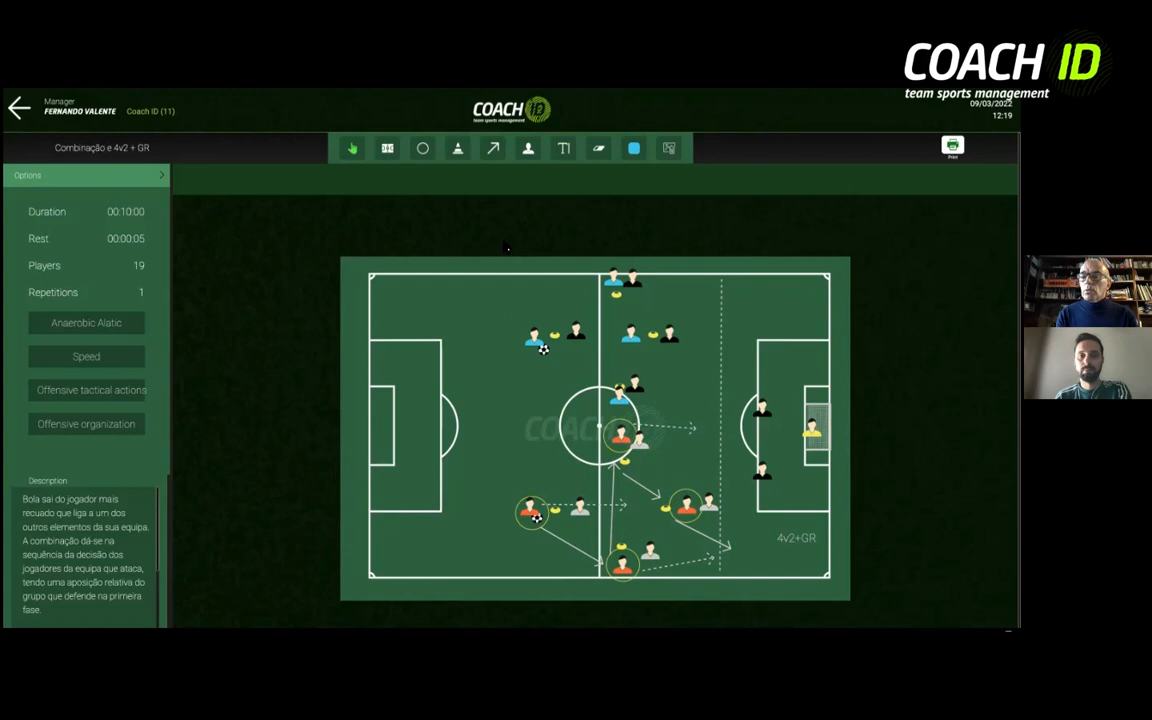 COACH ID
team sports management
Manager
FERNANDO VALENTE Coach ID (11)
COACH ID
team sports management
09/03/2022
12:19
Combinação e 4v2 + GR
Print
Options
Duration 00:10:00
Rest 00:00:05
Players 19
Repetitions 1
Anaerobic Alatic
Speed
Offensive tactical actions
Offensive organization
Description
Bola sai do jogador mais
recuado que liga a um dos
outros elementos da sua equipa.
A combinação dá-se na
sequência da decisão dos
jogadores da equipa que ataca,
tendo uma aposição relativa do
grupo que defende na primeira
fase.
COACH
4v2+GR